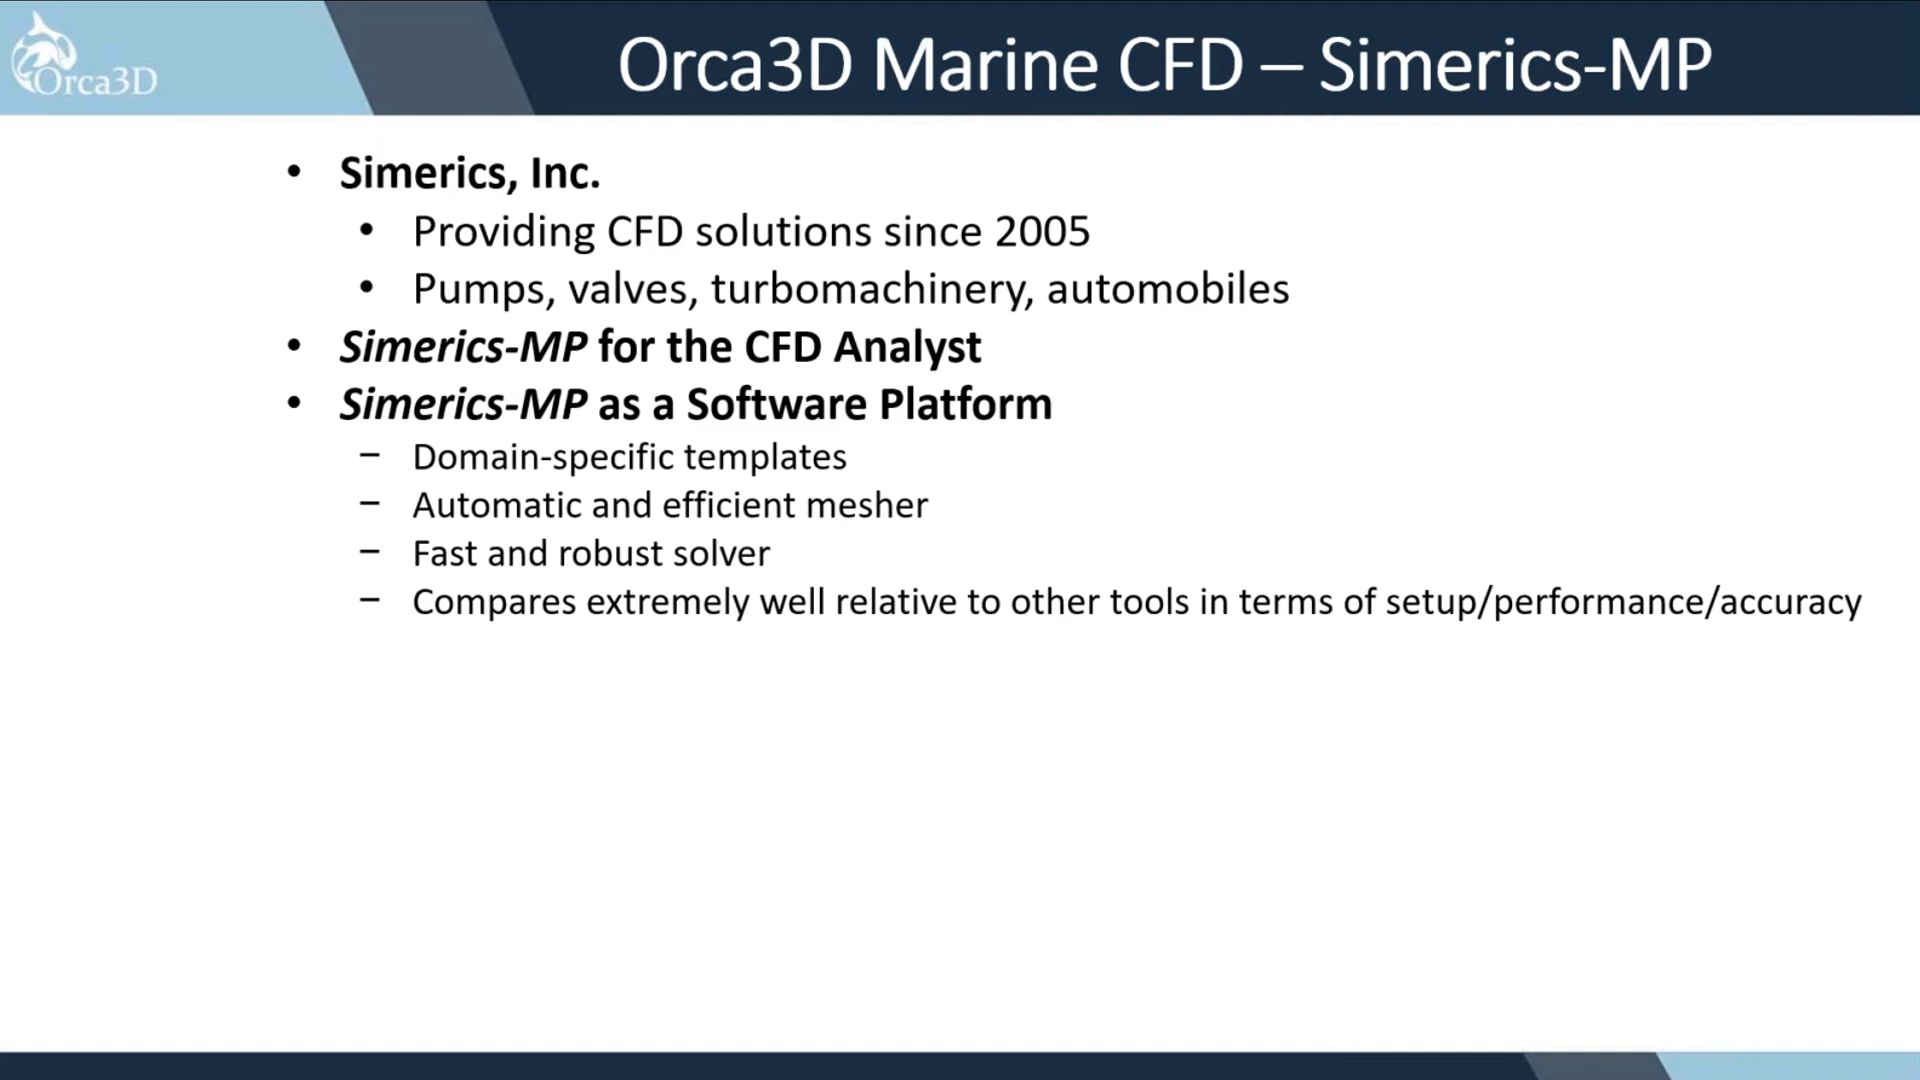 Orca3D
Orca3D Marine CFD – Simerics-MP
• Simerics, Inc.
• Providing CFD solutions since 2005
• Pumps, valves, turbomachinery, automobiles
• Simerics-MP for the CFD Analyst
• Simerics-MP as a Software Platform
– Domain-specific templates
– Automatic and efficient mesher
– Fast and robust solver
– Compares extremely well relative to other tools in terms of setup/performance/accuracy